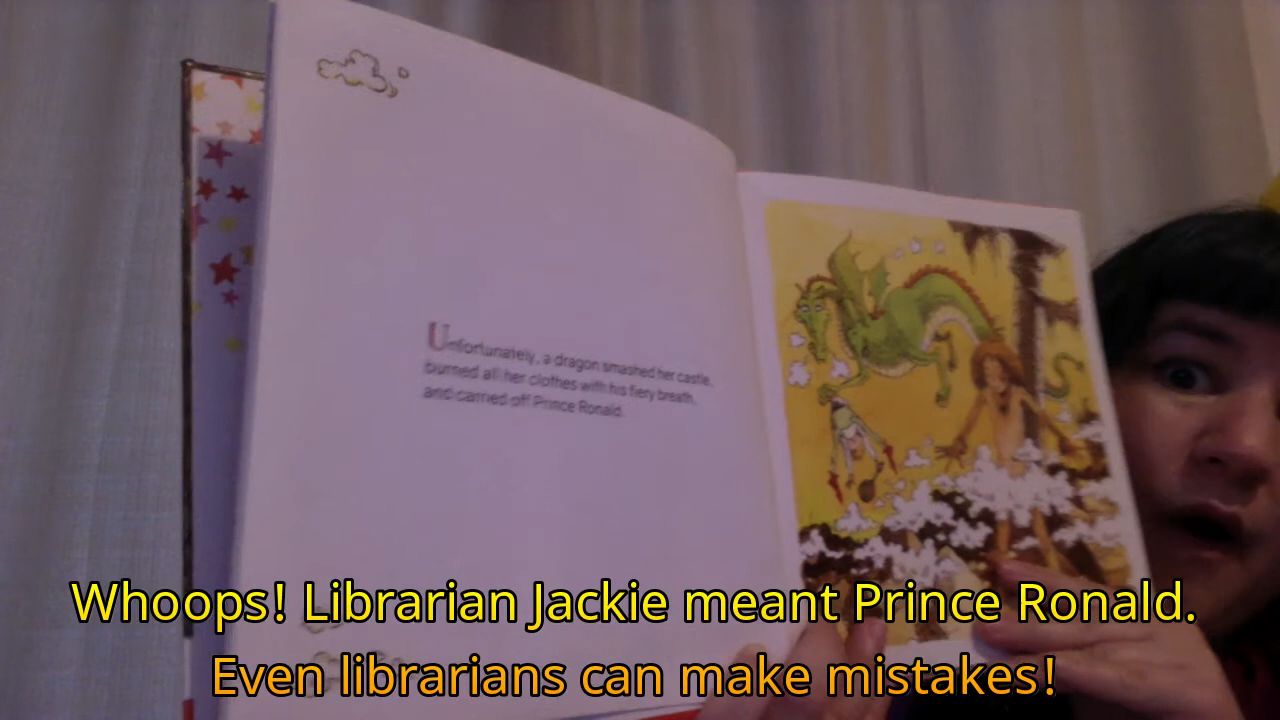 Unfortunately, a dragon smashed her castle,
burned all her clothes with his fiery breath,
and carried off Prince Ronald.
Whoops! Librarian Jackie meant Prince Ronald.
Even librarians can make mistakes!